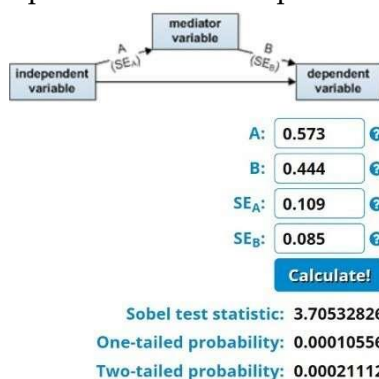 mediator
variable
A
(SEA)
B
(SEB)
independent
variable
dependent
variable
A: 0.573
B: 0.444
SEA: 0.109
SEB: 0.085
Calculate!
Sobel test statistic: 3.70532826
One-tailed probability: 0.00010556
Two-tailed probability: 0.00021112